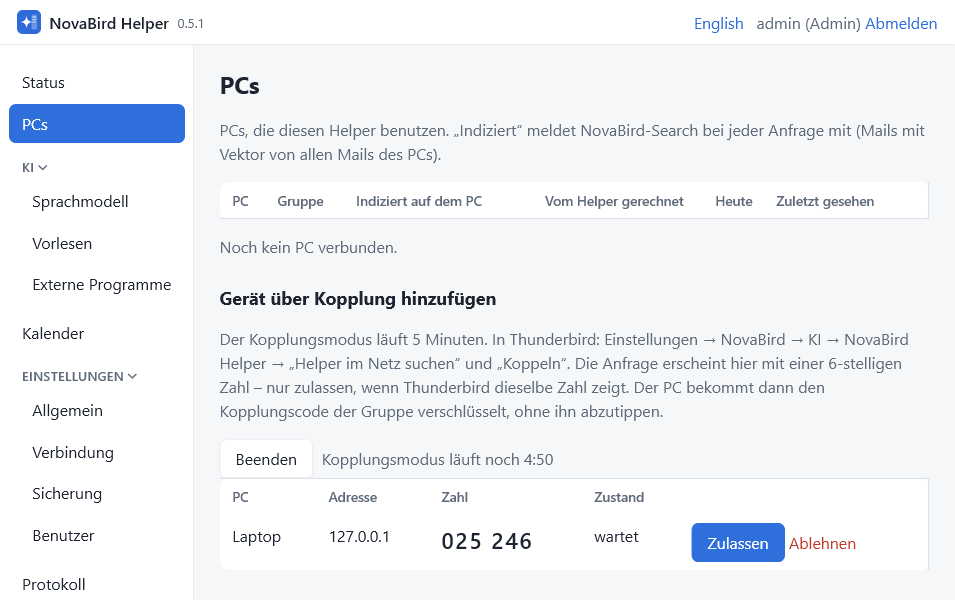 NovaBird Helper 0.5.1
English admin (Admin) Abmelden
Status
PCs
KI
Sprachmodell
Vorlesen
Externe Programme
Kalender
EINSTELLUNGEN
Allgemein
Verbindung
Sicherung
Benutzer
Protokoll
PCs
PCs, die diesen Helper benutzen. „Indiziert“ meldet NovaBird-Search bei jeder Anfrage mit (Mails mit
Vektor von allen Mails des PCs).
PC Gruppe Indiziert auf dem PC Vom Helper gerechnet Heute Zuletzt gesehen
Noch kein PC verbunden.
Gerät über Kopplung hinzufügen
Der Kopplungsmodus läuft 5 Minuten. In Thunderbird: Einstellungen → NovaBird → KI → NovaBird
Helper → „Helper im Netz suchen“ und „Koppeln“. Die Anfrage erscheint hier mit einer 6-stelligen
Zahl – nur zulassen, wenn Thunderbird dieselbe Zahl zeigt. Der PC bekommt dann den
Kopplungscode der Gruppe verschlüsselt, ohne ihn abzutippen.
Beenden Kopplungsmodus läuft noch 4:50
PC Adresse Zahl Zustand
Laptop 127.0.0.1 025 246 wartet Zulassen Ablehnen